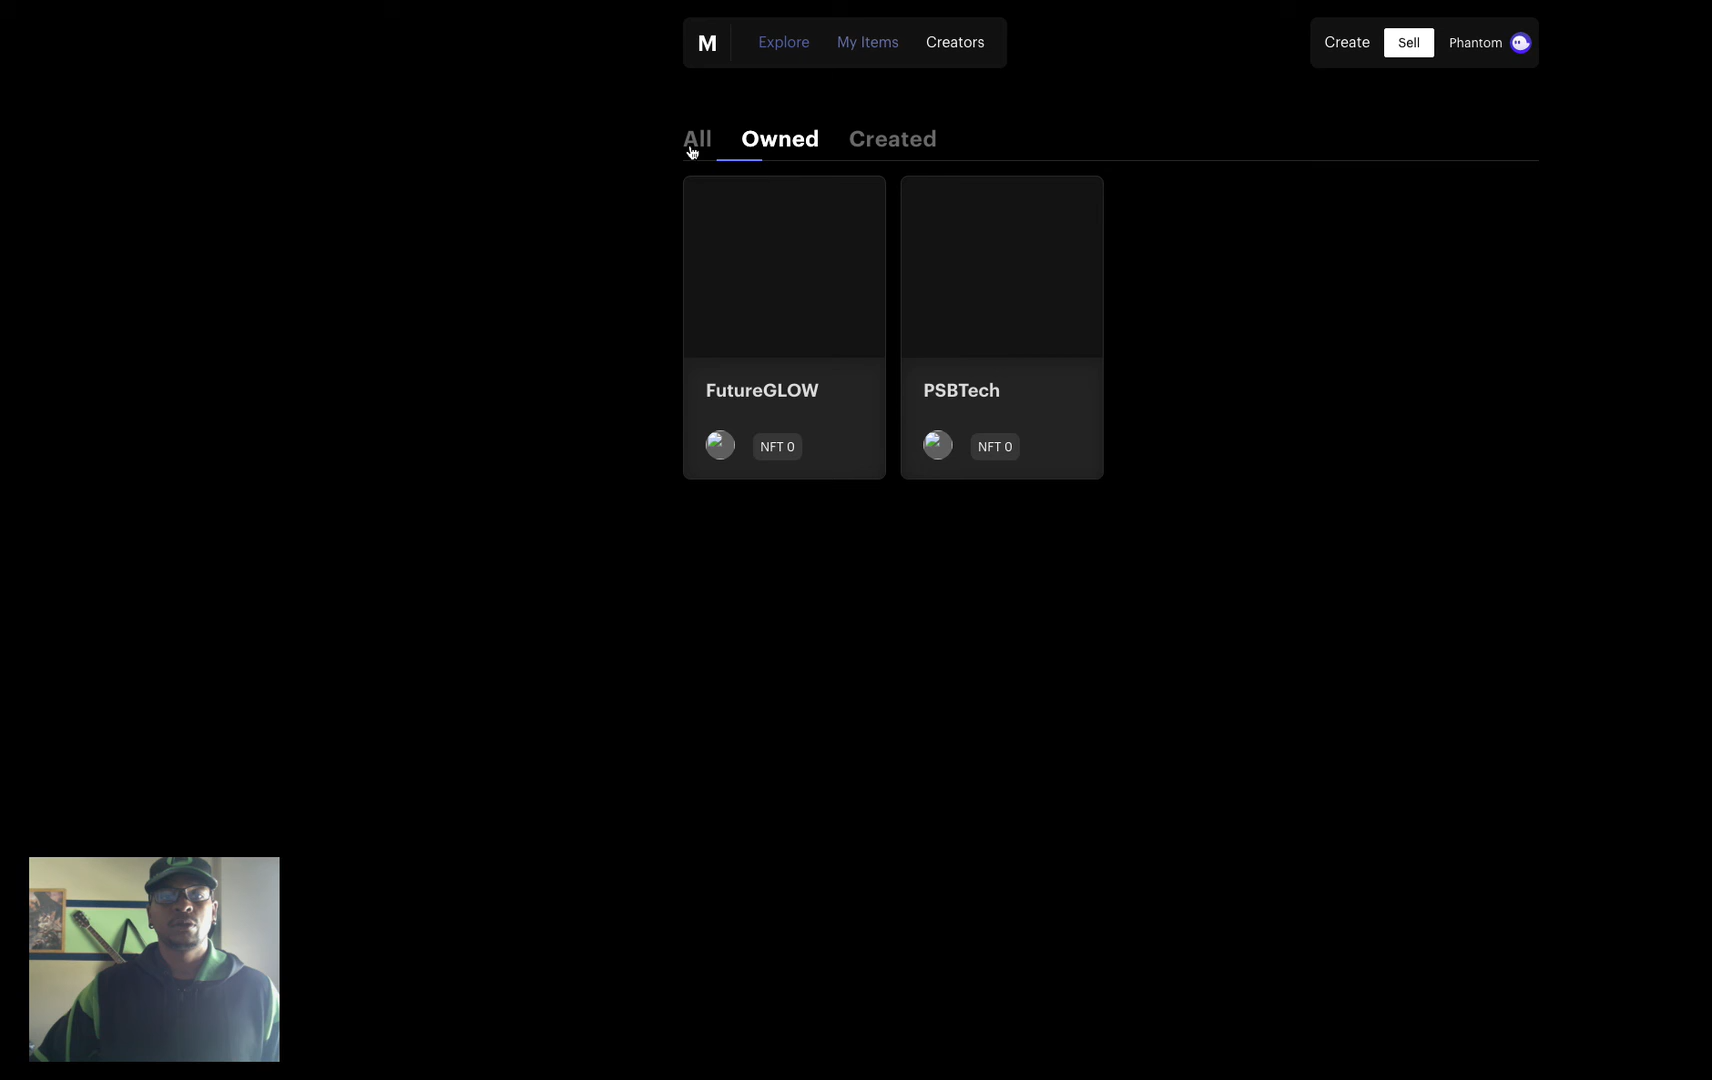 M Explore My Items Creators Create Sell Phantom
All Owned Created
FutureGLOW PSBTech
NFT 0 NFT 0